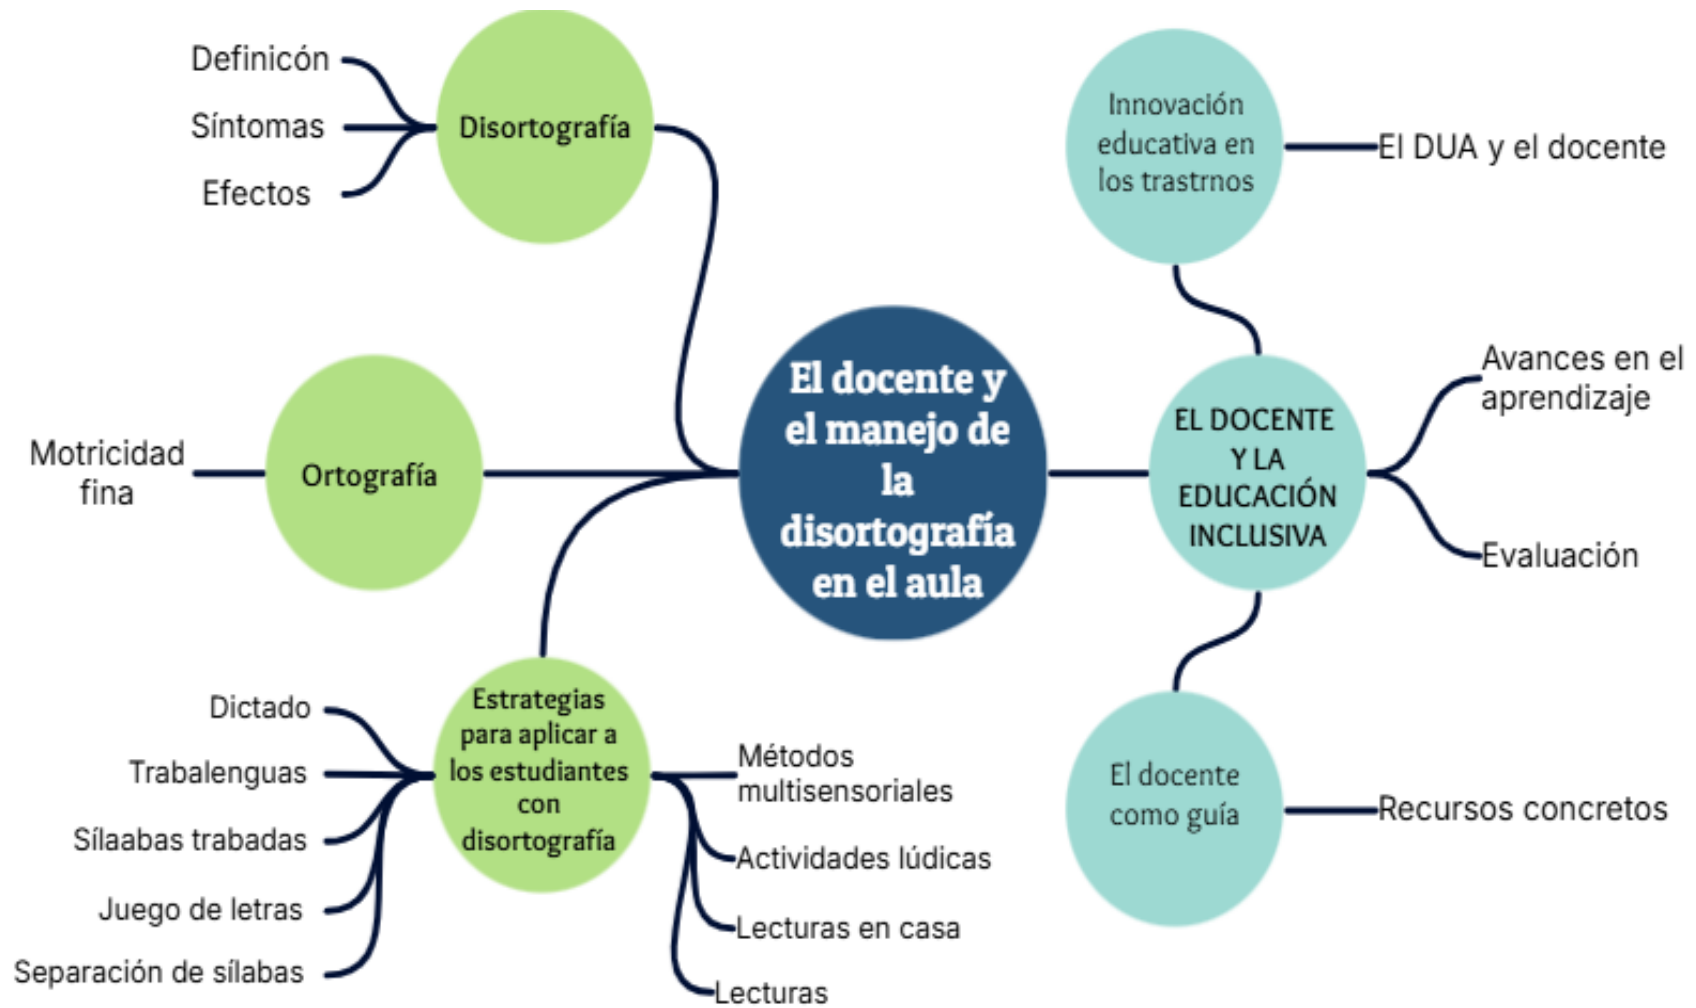 Definicón
Síntomas
Efectos
Disortografía
Motricidad
fina
Ortografía
Estrategias
para aplicar a
los estudiantes
con
disortografía
Dictado
Trabalenguas
Sílaabas trabadas
Juego de letras
Separación de sílabas
Métodos
multisensoriales
Actividades lúdicas
Lecturas en casa
Lecturas
El docente y
el manejo de
la
disortografía
en el aula
Innovación
educativa en
los trastrnos
El DUA y el docente
EL DOCENTE
Y LA
EDUCACIÓN
INCLUSIVA
Avances en el
aprendizaje
Evaluación
El docente
como guía
Recursos concretos